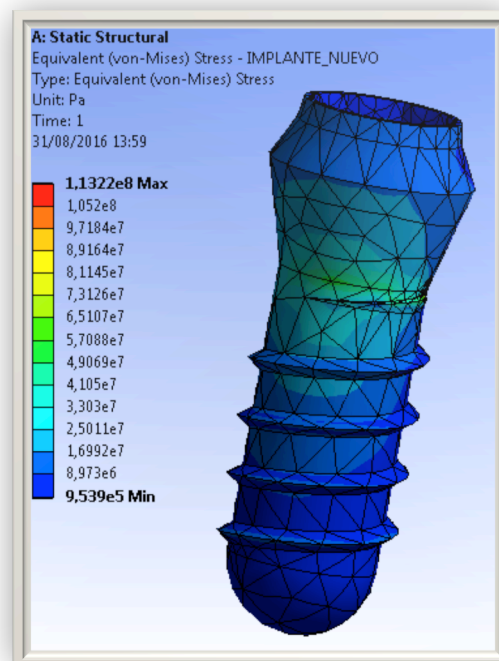 A: Static Structural
Equivalent (von-Mises) Stress - IMPLANTE_NUEVO
Type: Equivalent (von-Mises) Stress
Unit: Pa
Time: 1
31/08/2016 13:59
1,1322e8 Max
1,052e8
9,7184e7
8,9164e7
8,1145e7
7,3126e7
6,5107e7
5,7088e7
4,9069e7
4,105e7
3,303e7
2,5011e7
1,6992e7
8,973e6
9,539e5 Min